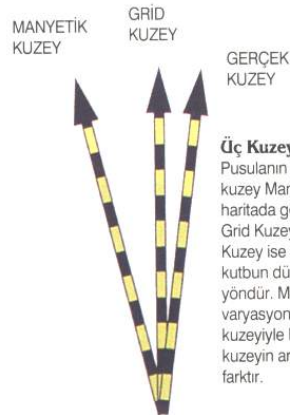 MANYETİK
KUZEY
GRİD
KUZEY
GERÇEK
KUZEY
Üç Kuzey
Pusulanın
kuzey Man
haritada gö
Grid Kuzey
Kuzey ise
kutbun dü
yöndür. M
varyasyon
kuzeyiyle
kuzeyin ar
farktır.